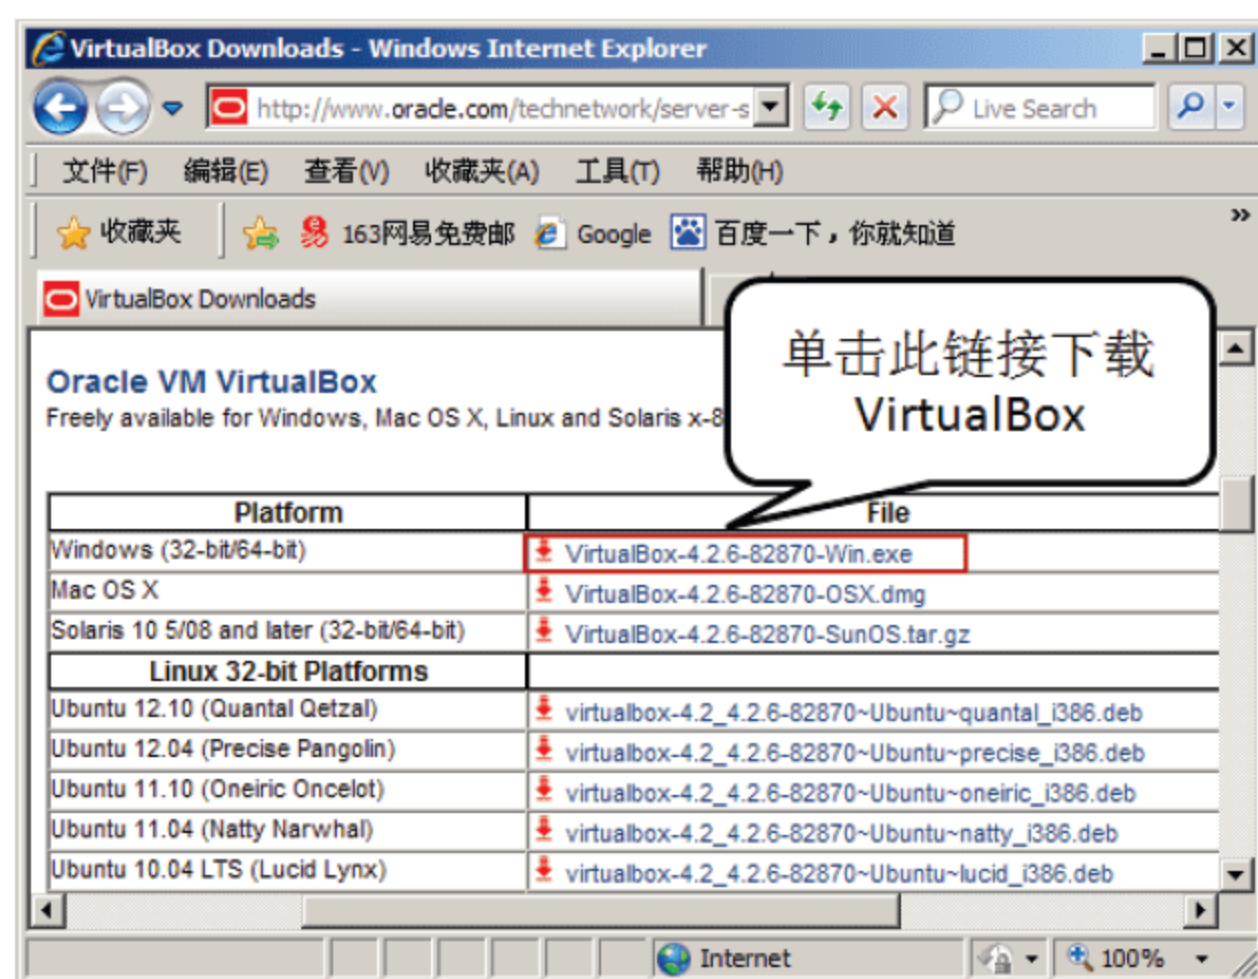 VirtualBox Downloads - Windows Internet Explorer
http://www.oracle.com/technetwork/server-s
Live Search
文件(F) 编辑(E) 查看(V) 收藏夹(A) 工具(T) 帮助(H)
收藏夹 163网易免费邮 Google 百度一下，你就知道 »
VirtualBox Downloads
单击此链接下载
VirtualBox
Oracle VM VirtualBox
Freely available for Windows, Mac OS X, Linux and Solaris x-8
Platform File
Windows (32-bit/64-bit) VirtualBox-4.2.6-82870-Win.exe
Mac OS X VirtualBox-4.2.6-82870-OSX.dmg
Solaris 10 5/08 and later (32-bit/64-bit) VirtualBox-4.2.6-82870-SunOS.tar.gz
Linux 32-bit Platforms
Ubuntu 12.10 (Quantal Qetzal) virtualbox-4.2_4.2.6-82870~Ubuntu~quantal_i386.deb
Ubuntu 12.04 (Precise Pangolin) virtualbox-4.2_4.2.6-82870~Ubuntu~precise_i386.deb
Ubuntu 11.10 (Oneiric Oncelot) virtualbox-4.2_4.2.6-82870~Ubuntu~oneiric_i386.deb
Ubuntu 11.04 (Natty Narwhal) virtualbox-4.2_4.2.6-82870~Ubuntu~natty_i386.deb
Ubuntu 10.04 LTS (Lucid Lynx) virtualbox-4.2_4.2.6-82870~Ubuntu~lucid_i386.deb
Internet 100%